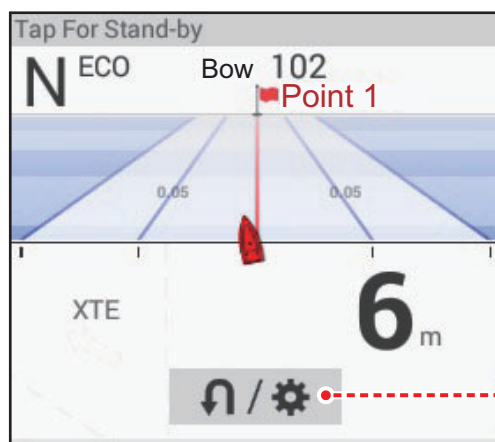 Tap For Stand-by
N ECO Bow 102
Point 1
0.05 0.05
XTE 6 m
/